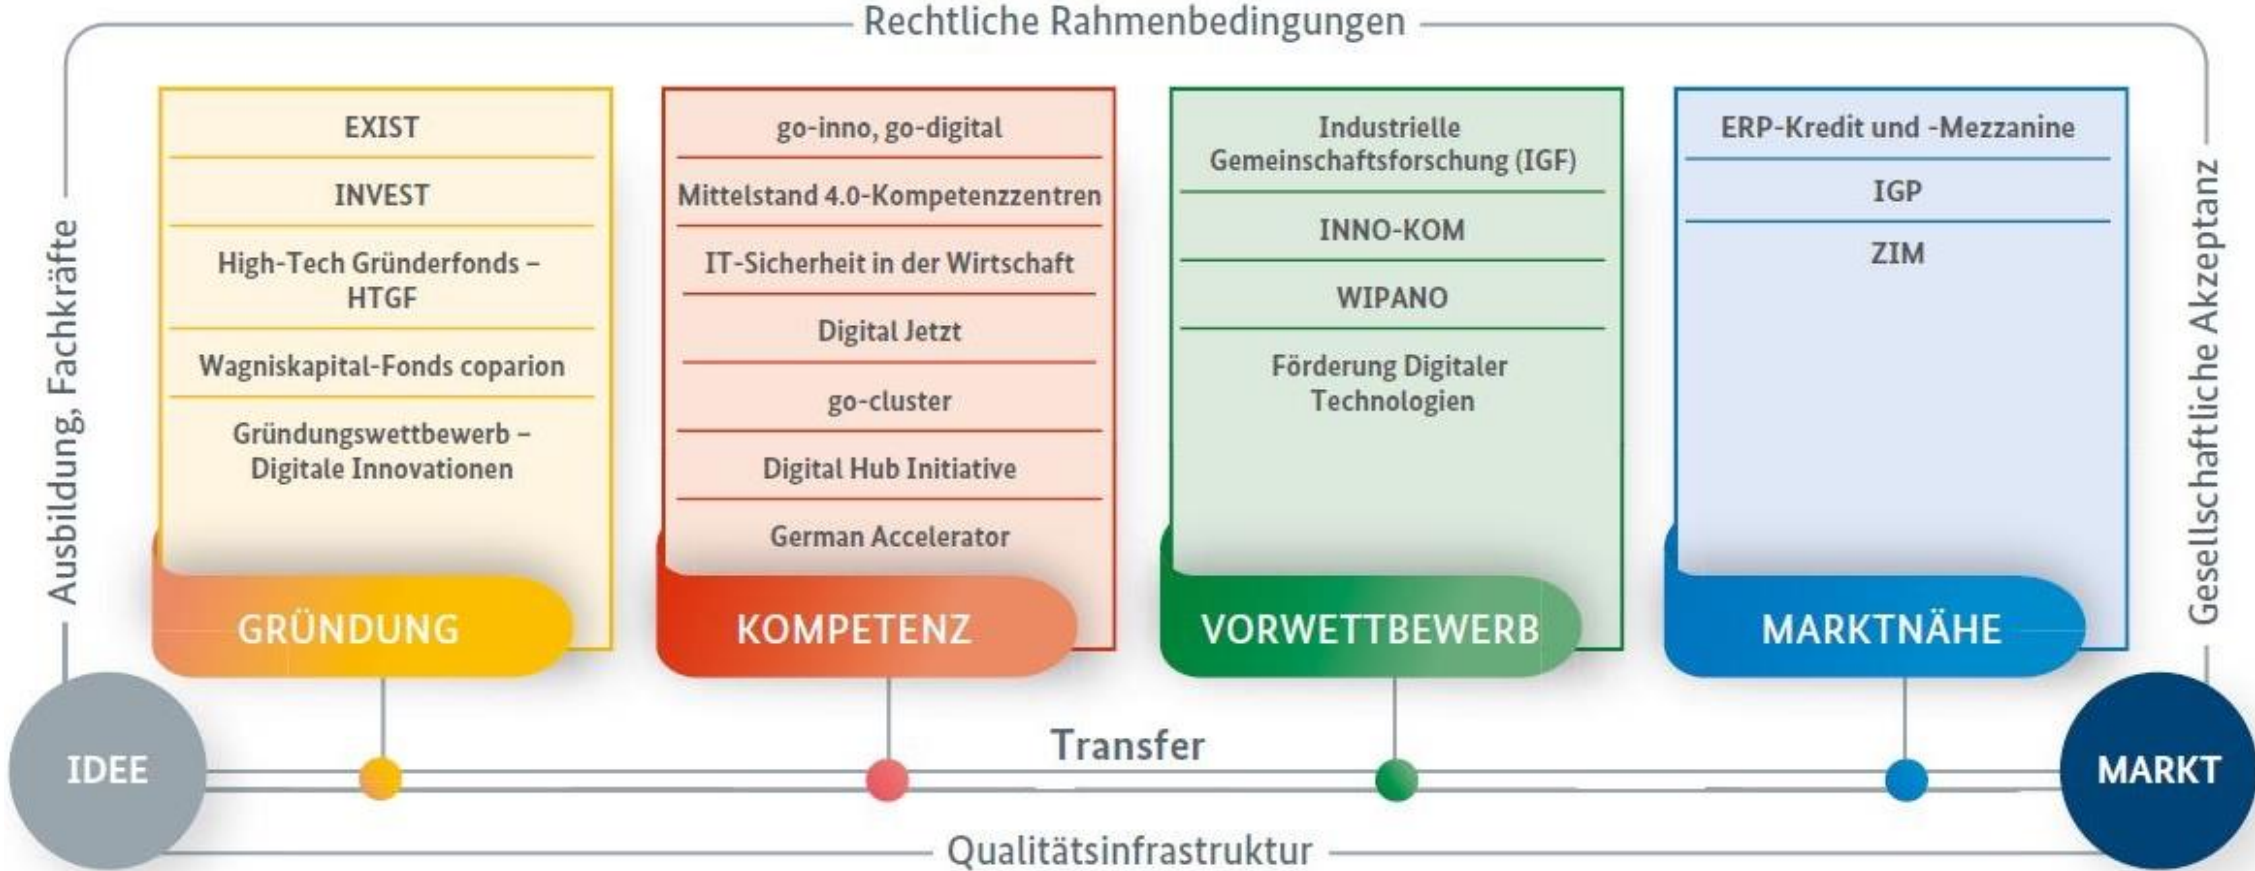 Rechtliche Rahmenbedingungen
Ausbildung, Fachkräfte
EXIST
INVEST
High-Tech Gründerfonds –
HTGF
Wagniskapital-Fonds coparion
Gründungswettbewerb –
Digitale Innovationen
GRÜNDUNG
go-inno, go-digital
Mittelstand 4.0-Kompetenzzentren
IT-Sicherheit in der Wirtschaft
Digital Jetzt
go-cluster
Digital Hub Initiative
German Accelerator
KOMPETENZ
Industrielle
Gemeinschaftsforschung (IGF)
INNO-KOM
WIPANO
Förderung Digitaler
Technologien
VORWETTBEWERB
ERP-Kredit und -Mezzanine
IGP
ZIM
MARKTNÄHE
Gesellschaftliche Akzeptanz
IDEE
Transfer
MARKT
Qualitätsinfrastruktur